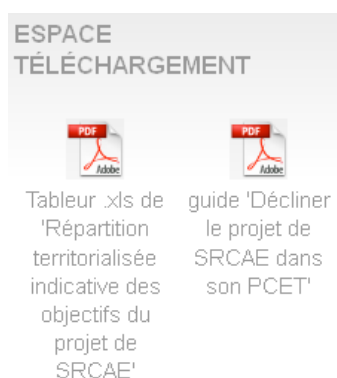 ESPACE
TÉLÉCHARGEMENT
PDF
Adobe
Tableur .xls de
'Répartition
territorialisée
indicative des
objectifs du
projet de
SRCAE'
PDF
Adobe
guide 'Décliner
le projet de
SRCAE dans
son PCET'